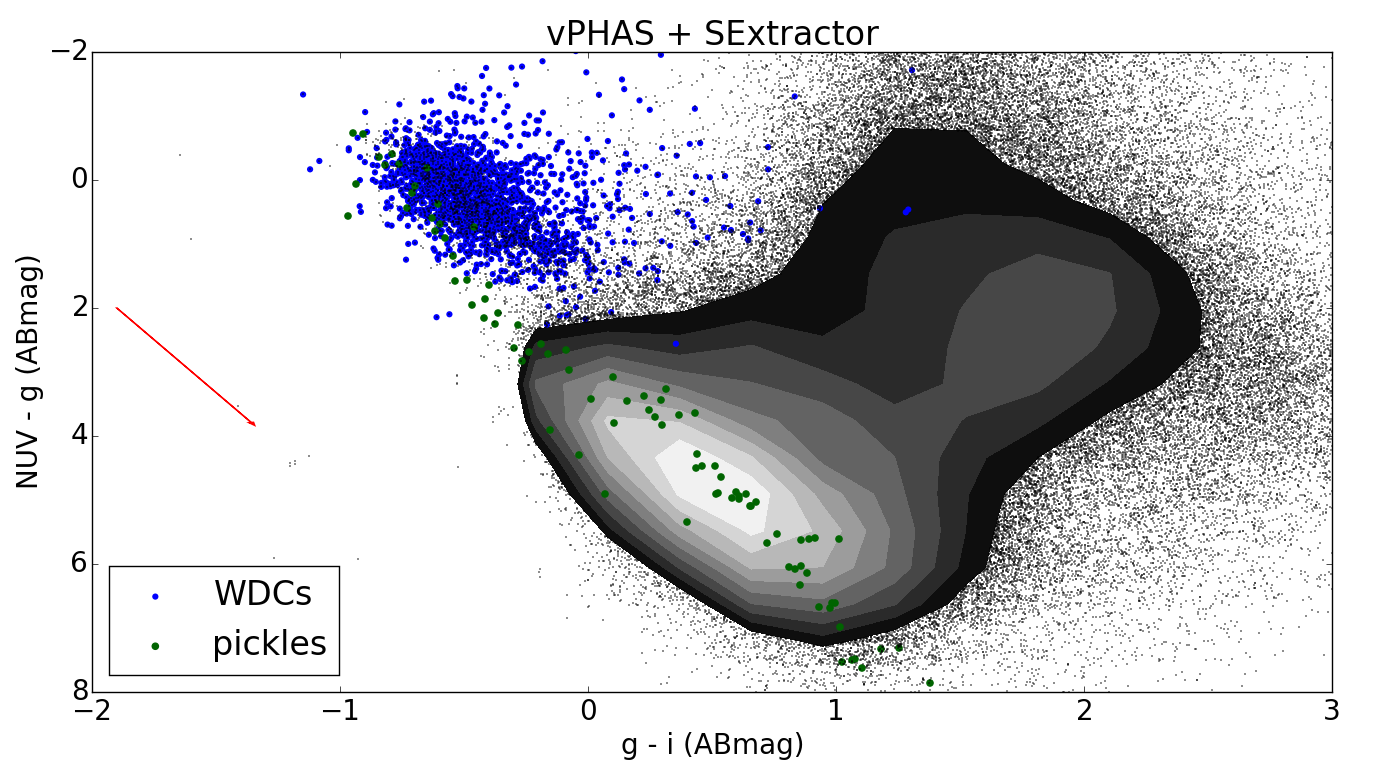 vPHAS + SExtractor
−2
0
2
4
6
8
NUV - g (ABmag)
WDCs
pickles
−2 −1 0 1 2 3
g - i (ABmag)